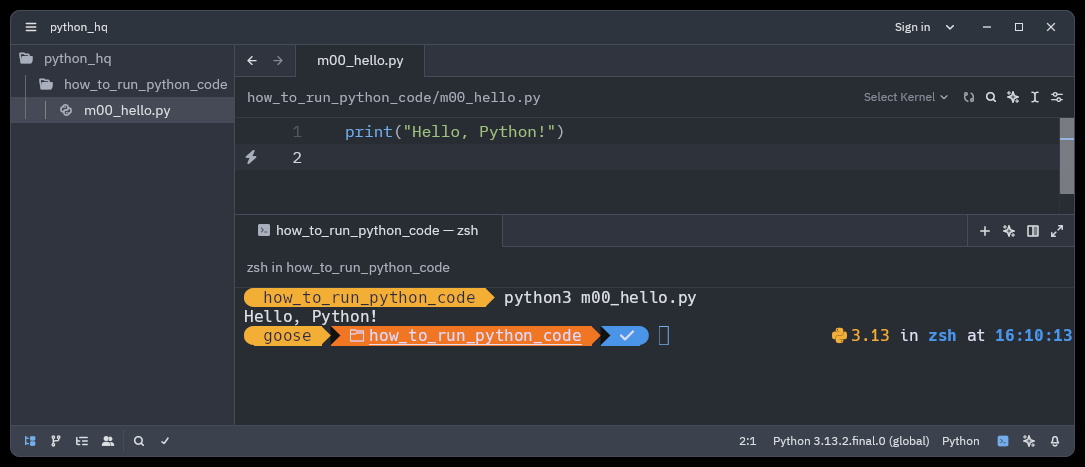 python_hq
Sign in
python_hq
how_to_run_python_code
m00_hello.py
m00_hello.py
how_to_run_python_code/m00_hello.py
Select Kernel
1 print("Hello, Python!")
2
how_to_run_python_code — zsh
zsh in how_to_run_python_code
how_to_run_python_code python3 m00_hello.py
Hello, Python!
goose how_to_run_python_code 3.13 in zsh at 16:10:13
2:1 Python 3.13.2.final.0 (global) Python